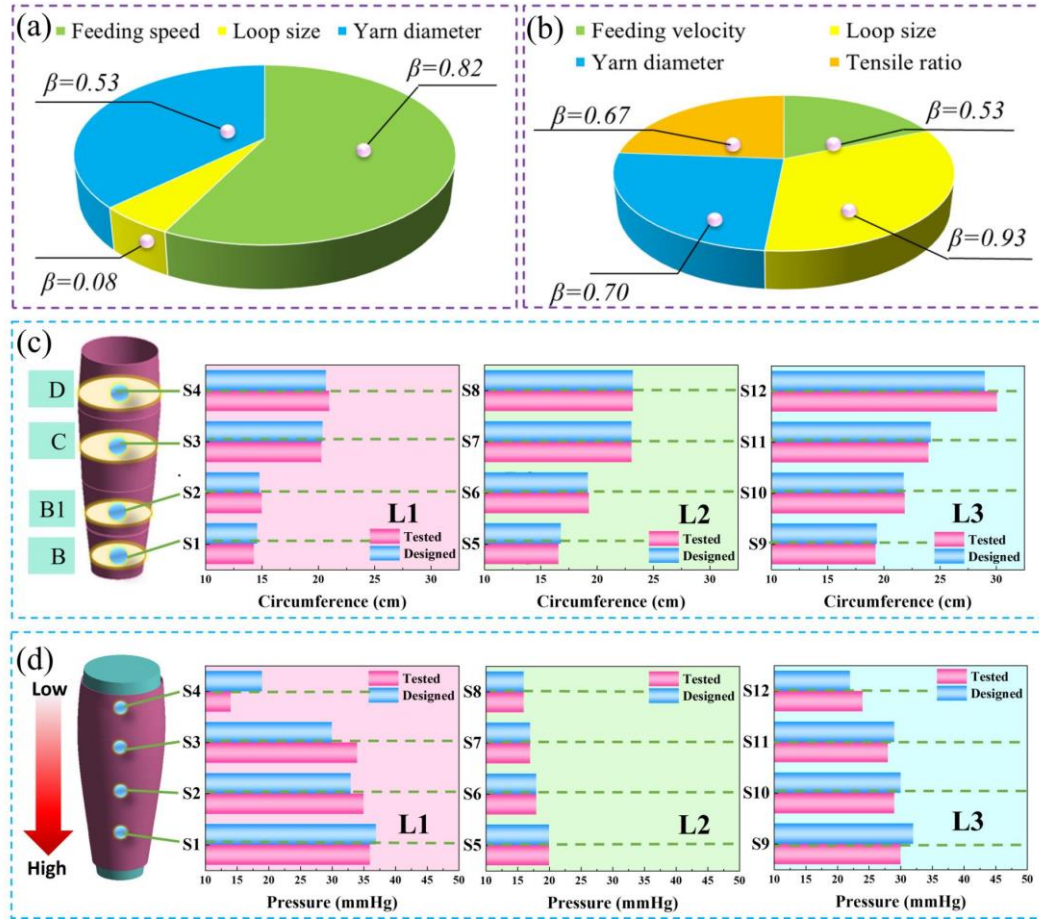 (a)
Feeding speed Loop size Yarn diameter
β=0.53
β=0.82
β=0.08
(b)
Feeding velocity Loop size
Yarn diameter Tensile ratio
β=0.67
β=0.53
β=0.93
β=0.70
(c)
D
C
B1
B
S4
S3
S2
S1
L1
Tested
Designed
10 15 20 25 30
Circumference (cm)
S8
S7
S6
S5
L2
Tested
Designed
10 15 20 25 30
Circumference (cm)
S12
S11
S10
S9
L3
Tested
Designed
10 15 20 25 30
Circumference (cm)
(d)
Low
High
S4
S3
S2
S1
Tested
Designed
L1
10 15 20 25 30 35 40 45 50
Pressure (mmHg)
S8
S7
S6
S5
Tested
Designed
L2
10 15 20 25 30 35 40 45 50
Pressure (mmHg)
S12
S11
S10
S9
Tested
Designed
L3
10 15 20 25 30 35 40 45 50
Pressure (mmHg)